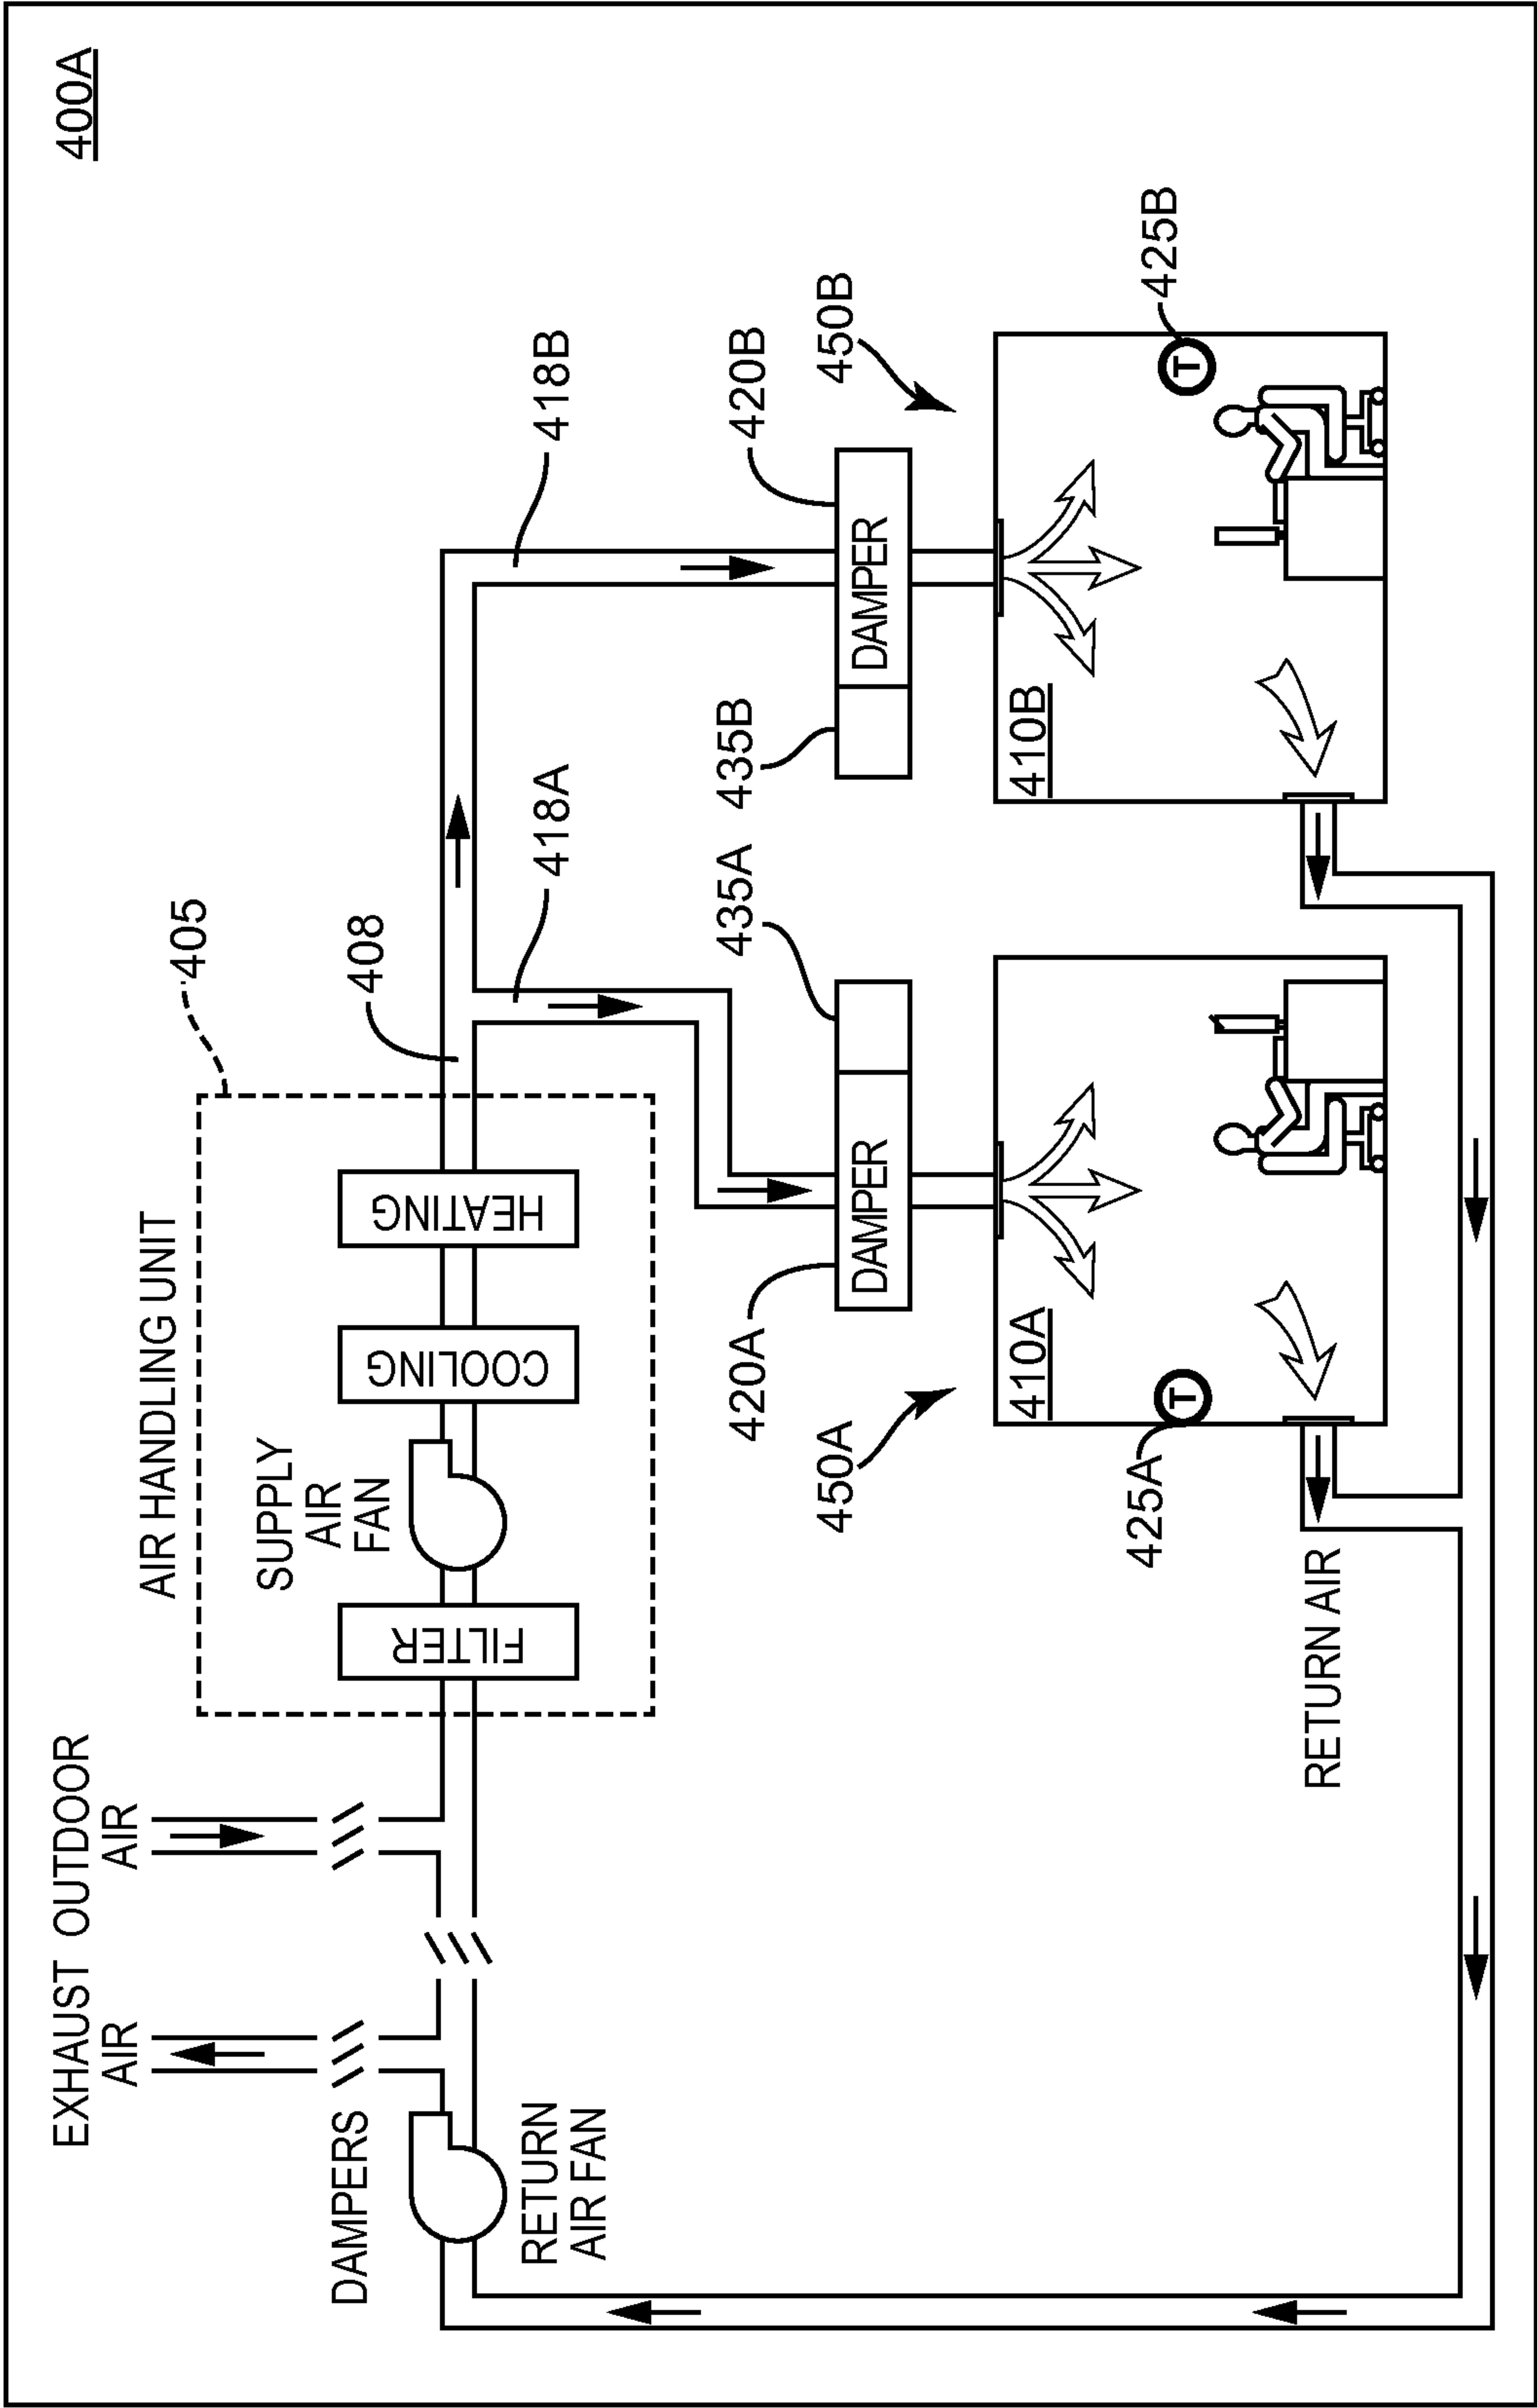 400A
EXHAUST OUTDOOR
AIR
AIR
AIR HANDLING UNIT
405
SUPPLY
AIR
FAN
DAMPERS
FILTER
COOLING
HEATING
408
RETURN
AIR FAN
418A
418B
420A
435A
435B
420B
450A
450B
DAMPER
DAMPER
410A
410B
425A
T
T
425B
RETURN AIR